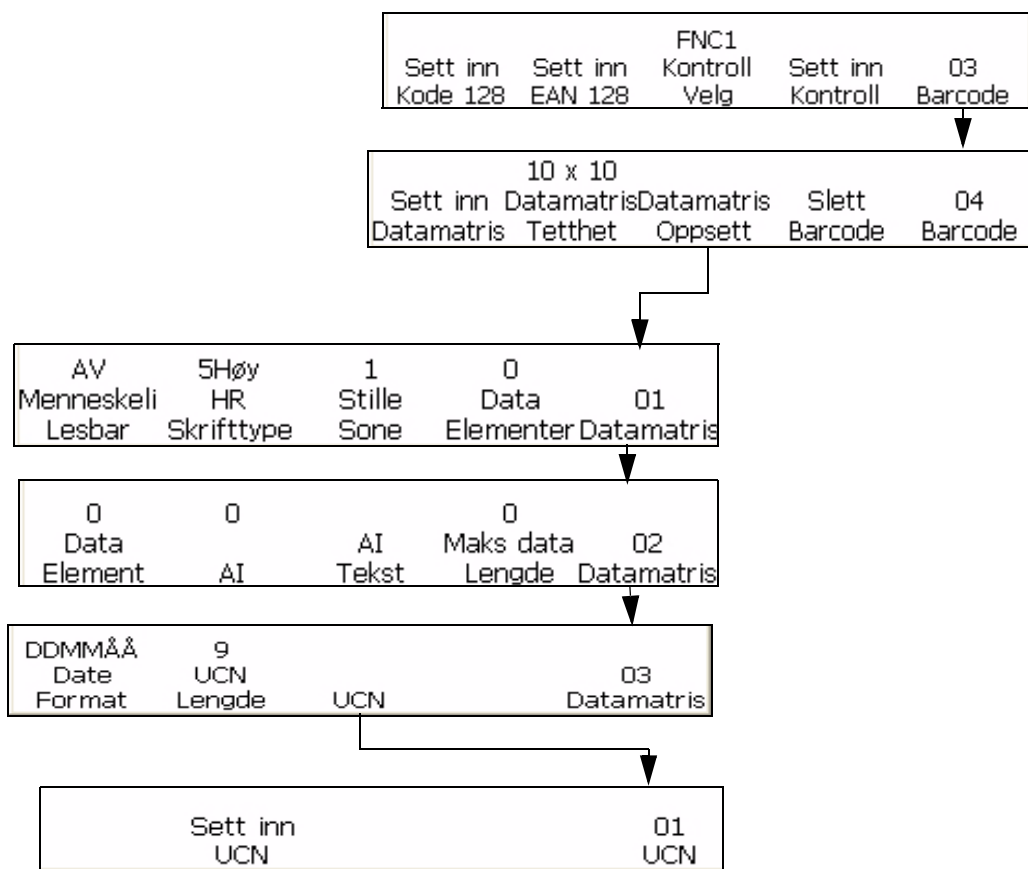 FNC1
Sett inn Sett inn Kontroll Sett inn 03
Kode 128 EAN 128 Velg Kontroll Barcode
10 x 10
Sett inn Datamatris Datamatris Slett 04
Datamatris Tetthet Oppsett Barcode Barcode
AV 5Høy 1 0
Menneskeli HR Stille Data 01
Lesbar Skrifttype Sone Elementer Datamatris
0 0 0
Data AI Maks data 02
Element AI Tekst Lengde Datamatris
DDMMÅÅ 9
Date UCN 03
Format Lengde UCN Datamatris
Sett inn 01
UCN UCN